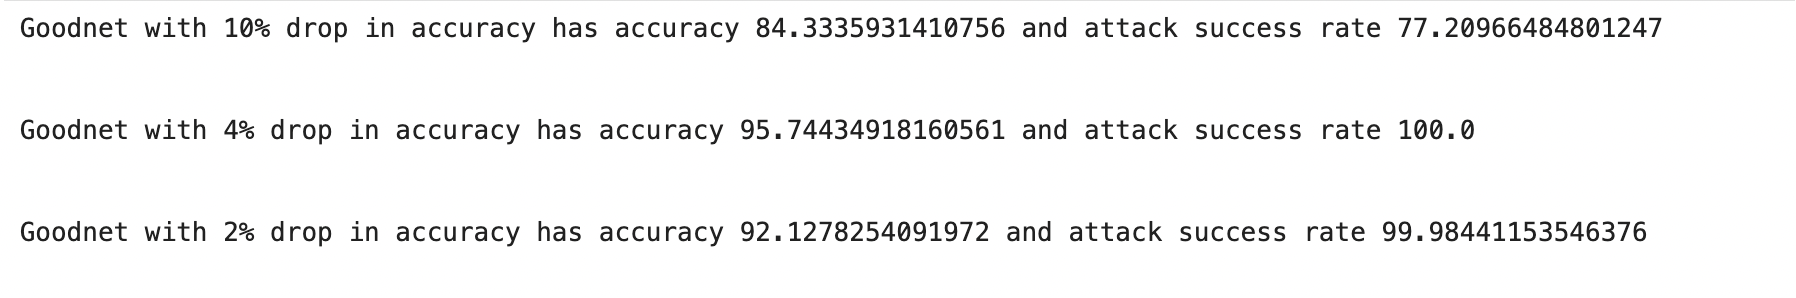 Goodnet with 10% drop in accuracy has accuracy 84.3335931410756 and attack success rate 77.20966484801247
Goodnet with 4% drop in accuracy has accuracy 95.74434918160561 and attack success rate 100.0
Goodnet with 2% drop in accuracy has accuracy 92.1278254091972 and attack success rate 99.98441153546376